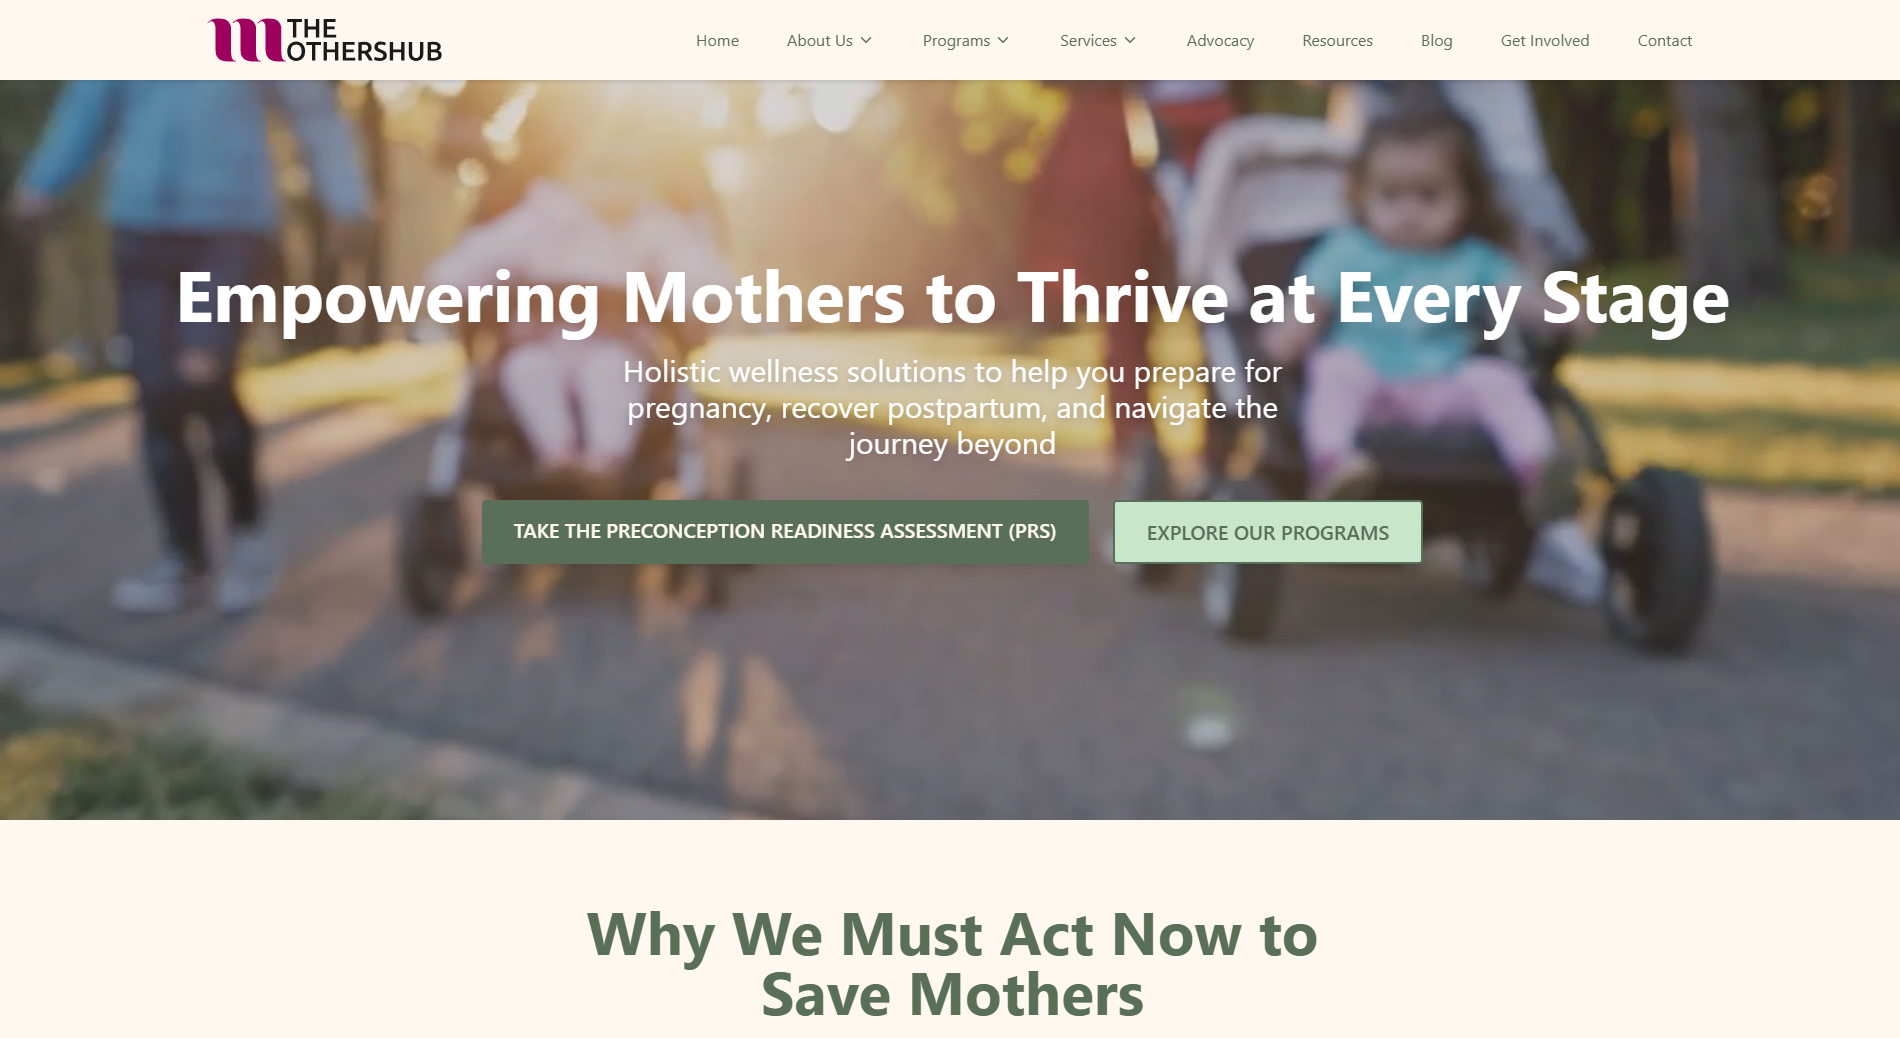 THE
MOTHERSHUB
Home
About Us
Programs
Services
Advocacy
Resources
Blog
Get Involved
Contact
Empowering Mothers to Thrive at Every Stage
Holistic wellness solutions to help you prepare for
pregnancy, recover postpartum, and navigate the
journey beyond
TAKE THE PRECONCEPTION READINESS ASSESSMENT (PRS)
EXPLORE OUR PROGRAMS
Why We Must Act Now to
Save Mothers